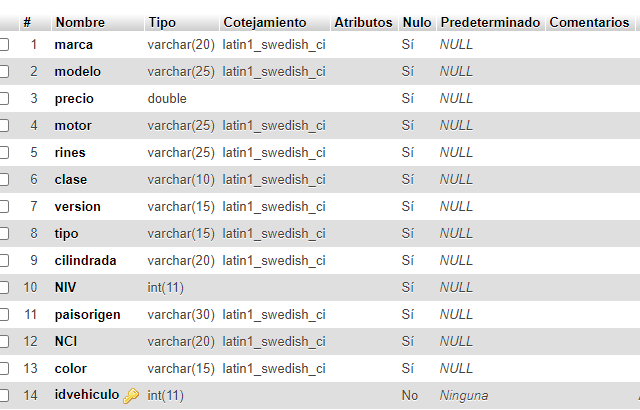 # Nombre Tipo Cotejamiento Atributos Nulo Predeterminado Comentarios
1 marca varchar(20) latin1_swedish_ci Sí NULL
2 modelo varchar(25) latin1_swedish_ci Sí NULL
3 precio double Sí NULL
4 motor varchar(25) latin1_swedish_ci Sí NULL
5 rines varchar(25) latin1_swedish_ci Sí NULL
6 clase varchar(10) latin1_swedish_ci Sí NULL
7 version varchar(15) latin1_swedish_ci Sí NULL
8 tipo varchar(15) latin1_swedish_ci Sí NULL
9 cilindrada varchar(20) latin1_swedish_ci Sí NULL
10 NIV int(11) Sí NULL
11 paisorigen varchar(30) latin1_swedish_ci Sí NULL
12 NCI varchar(20) latin1_swedish_ci Sí NULL
13 color varchar(15) latin1_swedish_ci Sí NULL
14 idvehiculo int(11) No Ninguna